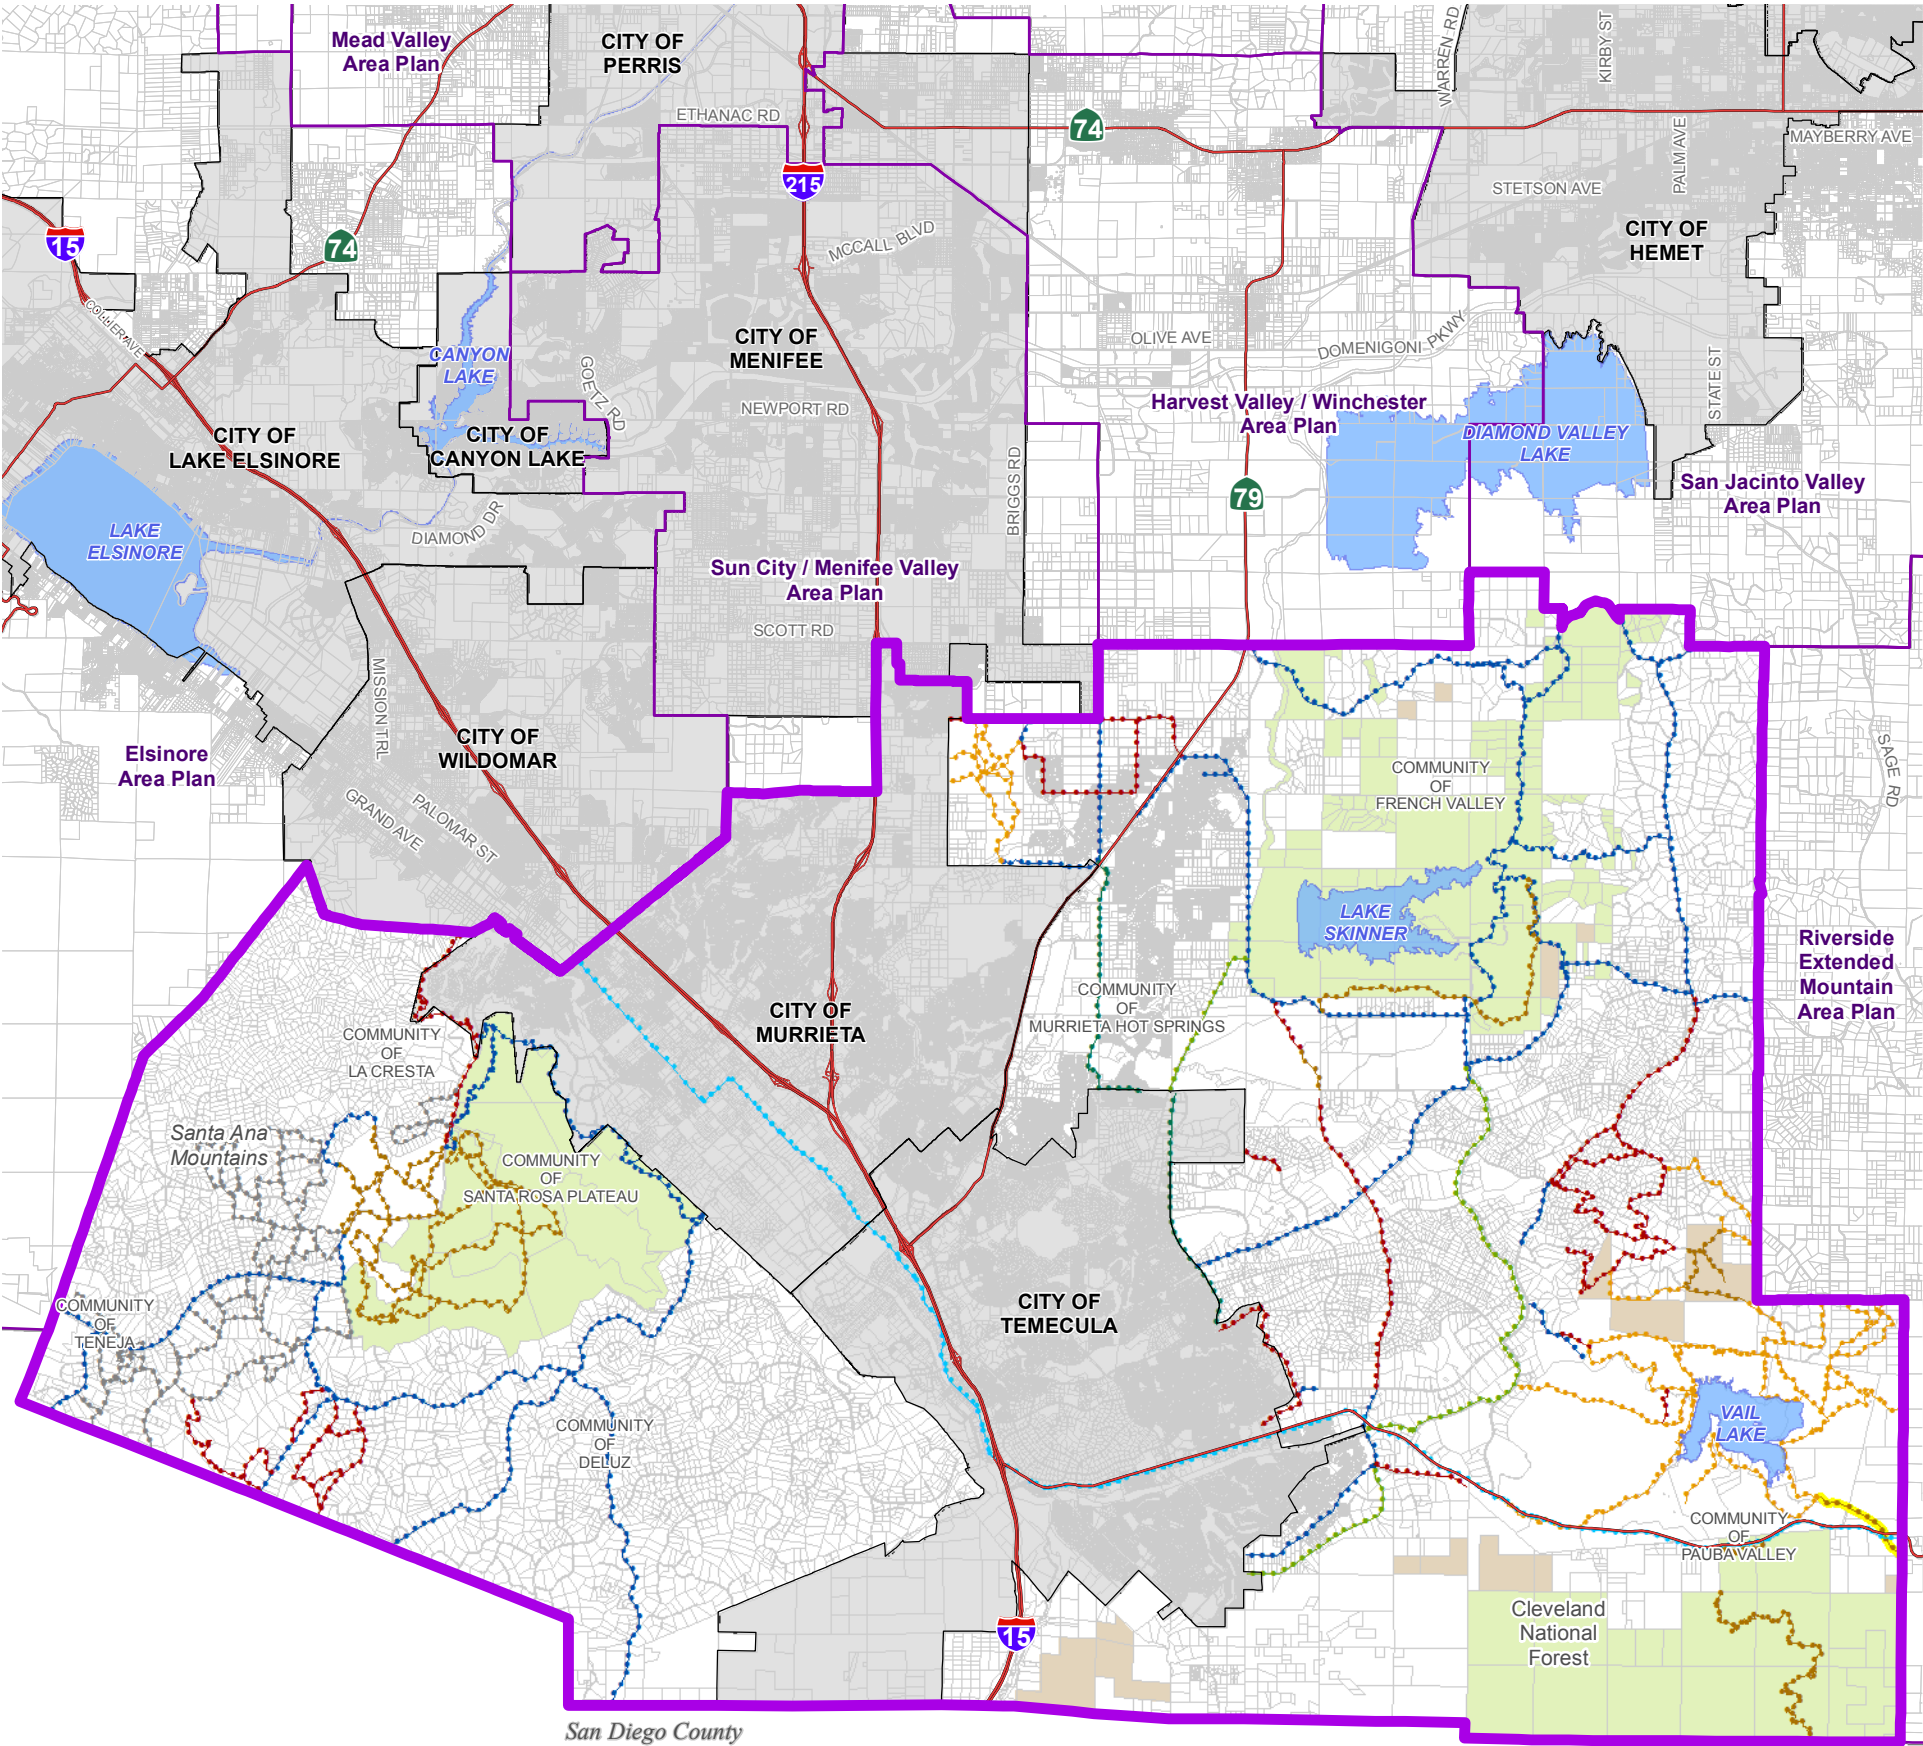 Mead Valley
Area Plan
CITY OF
PERRIS
WARREN RD
KIRBY ST
ETHANAC RD
74
MAYBERRY AVE
PALM AVE
215
STETSON AVE
15
74
MCCALL BLVD
CITY OF
HEMET
COLLIER AVE
CITY OF
MENIFEE
OLIVE AVE
DOMENIGONI PKWY
CANYON
LAKE
GOETZ RD
STATE ST
NEWPORT RD
Harvest Valley / Winchester
Area Plan
CITY OF
LAKE ELSINORE
CITY OF
CANYON LAKE
DIAMOND VALLEY
LAKE
BRIGGS RD
79
San Jacinto Valley
Area Plan
LAKE
ELSINORE
DIAMOND DR
Sun City / Menifee Valley
Area Plan
SCOTT RD
MISSION TRL
Elsinore
Area Plan
CITY OF
WILDOMAR
SAGE RD
COMMUNITY
OF
FRENCH VALLEY
GRAND AVE
PALOMAR ST
LAKE
SKINNER
Riverside
Extended
Mountain
Area Plan
COMMUNITY
OF
MURRIETA HOT SPRINGS
CITY OF
MURRIETA
COMMUNITY
OF
LA CRESTA
Santa Ana
Mountains
COMMUNITY
OF
SANTA ROSA PLATEAU
COMMUNITY
OF
TENEJA
CITY OF
TEMECULA
VAIL
LAKE
COMMUNITY
OF
DELUZ
COMMUNITY
OF
PAUBA VALLEY
Cleveland
National
Forest
15
San Diego County